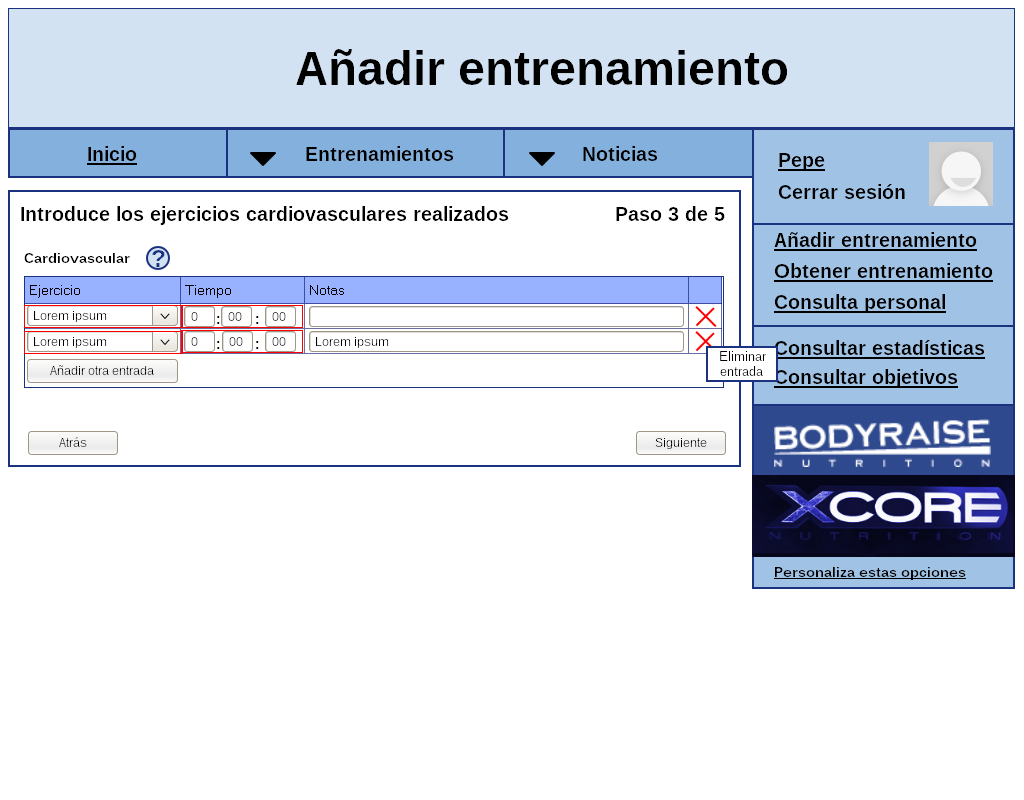 Añadir entrenamiento
Inicio
Entrenamientos
Noticias
Pepe
Cerrar sesión
Introduce los ejercicios cardiovasculares realizados
Paso 3 de 5
Cardiovascular ?
Ejercicio Tiempo Notas
Lorem ipsum 0 : 00 : 00
Lorem ipsum 0 : 00 : 00 Lorem ipsum
Añadir otra entrada
Eliminar
entrada
Atrás
Siguiente
Añadir entrenamiento
Obtener entrenamiento
Consulta personal
Consultar estadísticas
Consultar objetivos
BODYRAISE
NUTRITION
XCORE
NUTRITION
Personaliza estas opciones